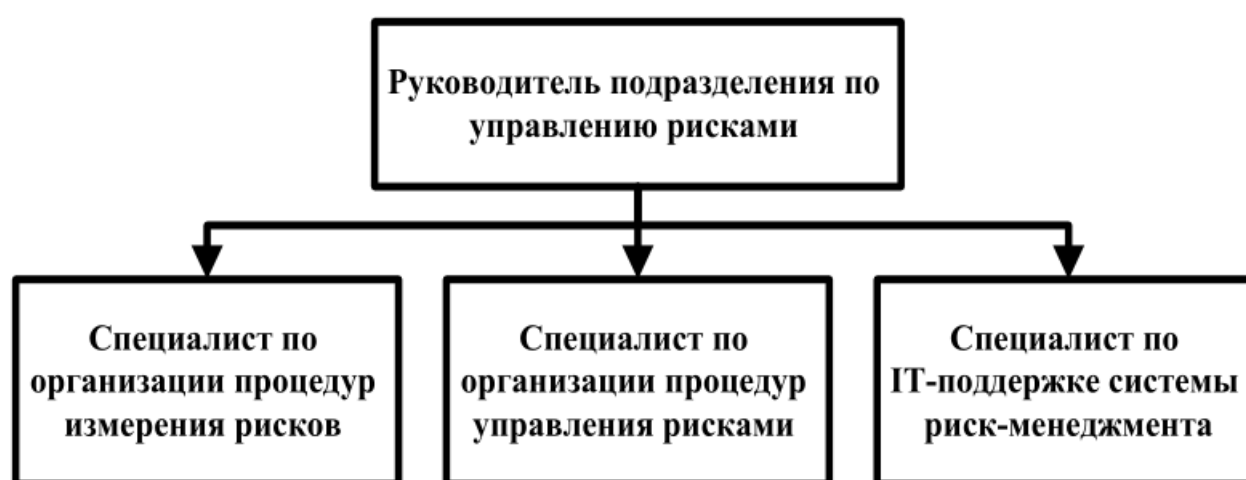 Руководитель подразделения по
управлению рисками
Специалист по
организации процедур
измерения рисков
Специалист по
организации процедур
управления рисками
Специалист по
IT-поддержке системы
риск-менеджмента